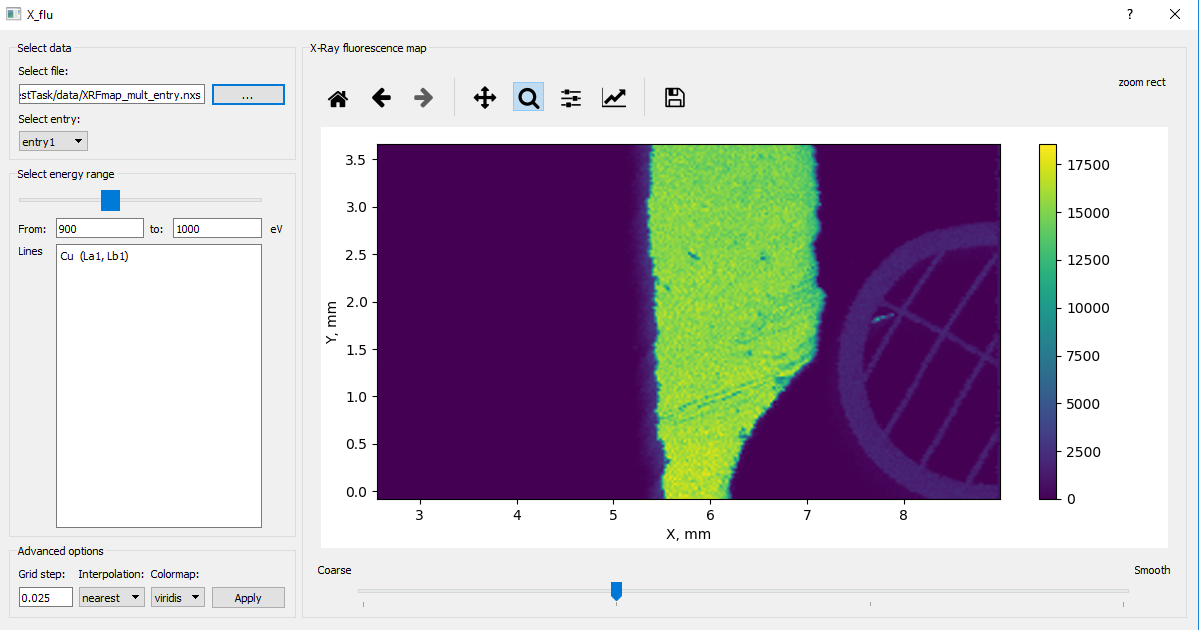 X_flu
?
Select data
Select file:
stTask/data/XRFmap_mult_entry.nxs
...
Select entry:
entry1
Select energy range
From: 900 to: 1000 eV
Lines
Cu (La1, Lb1)
Advanced options
Grid step: Interpolation: Colormap:
0.025 nearest viridis Apply
X-Ray fluorescence map
zoom rect
3.5
3.0
2.5
2.0
1.5
1.0
0.5
0.0
Y, mm
3 4 5 6 7 8
X, mm
17500
15000
12500
10000
7500
5000
2500
0
Coarse
Smooth